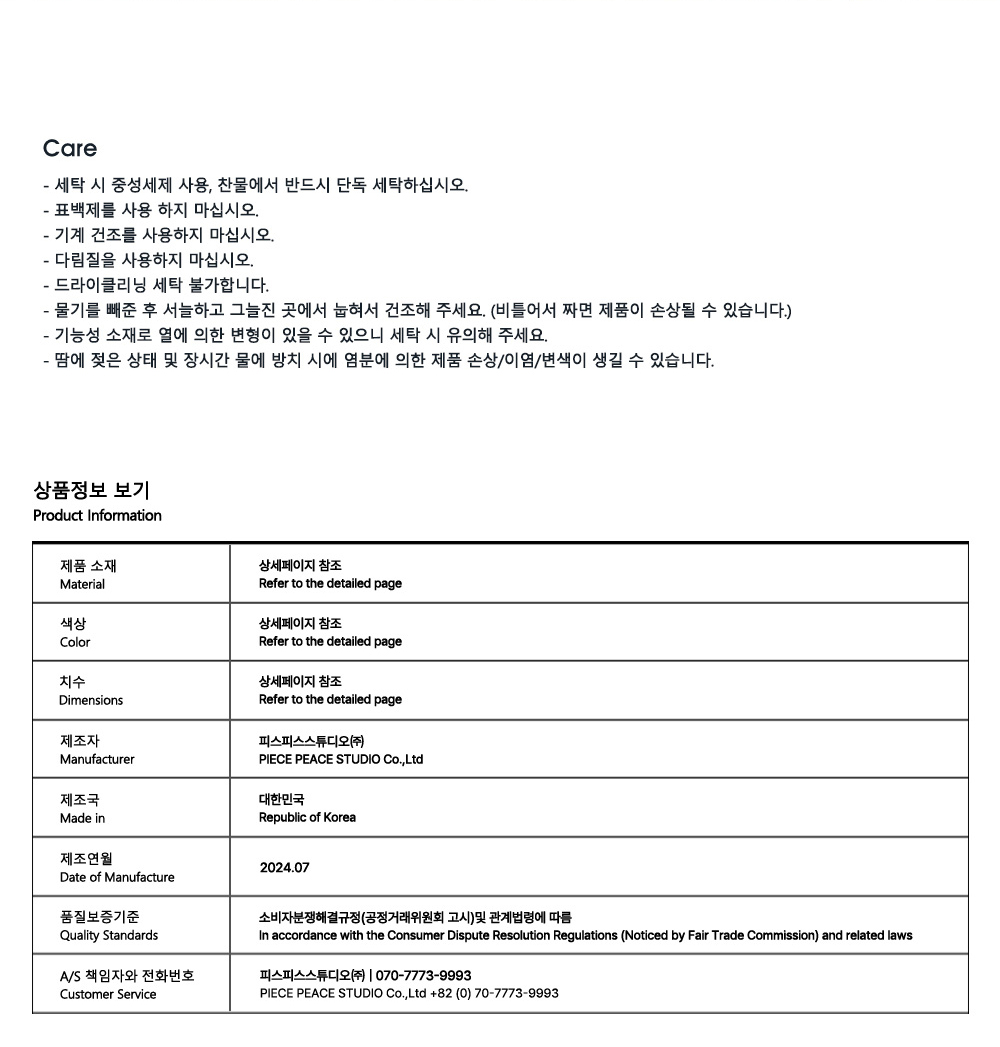 Care
- 세탁 시 중성세제 사용, 찬물에서 반드시 단독 세탁하십시오.
- 표백제를 사용 하지 마십시오.
- 기계 건조를 사용하지 마십시오.
- 다림질을 사용하지 마십시오.
- 드라이클리닝 세탁 불가합니다.
- 물기를 빼준 후 서늘하고 그늘진 곳에서 눕혀서 건조해 주세요. (비틀어서 짜면 제품이 손상될 수 있습니다.)
- 기능성 소재로 열에 의한 변형이 있을 수 있으니 세탁 시 유의해 주세요.
- 땀에 젖은 상태 및 장시간 물에 방치 시에 염분에 의한 제품 손상/이염/변색이 생길 수 있습니다.
상품정보 보기
Product Information
제품 소재
Material
상세페이지 참조
Refer to the detailed page
색상
Color
상세페이지 참조
Refer to the detailed page
치수
Dimensions
상세페이지 참조
Refer to the detailed page
제조자
Manufacturer
피스피스스튜디오㈜
PIECE PEACE STUDIO Co.,Ltd
제조국
Made in
대한민국
Republic of Korea
제조연월
Date of Manufacture
2024.07
품질보증기준
Quality Standards
소비자분쟁해결규정(공정거래위원회 고시)및 관계법령에 따름
In accordance with the Consumer Dispute Resolution Regulations (Noticed by Fair Trade Commission) and related laws
A/S 책임자와 전화번호
Customer Service
피스피스스튜디오㈜ | 070-7773-9993
PIECE PEACE STUDIO Co.,Ltd +82 (0) 70-7773-9993